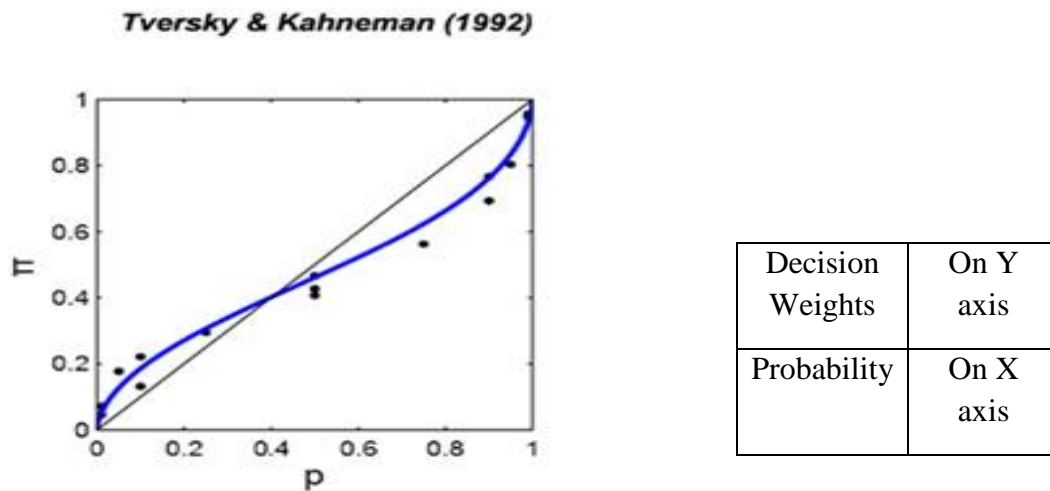 Tversky & Kahneman (1992)
1
0.8
0.6
π
0.4
0.2
0
0 0.2 0.4 0.6 0.8 1
p
Decision On Y
Weights axis
Probability On X
axis